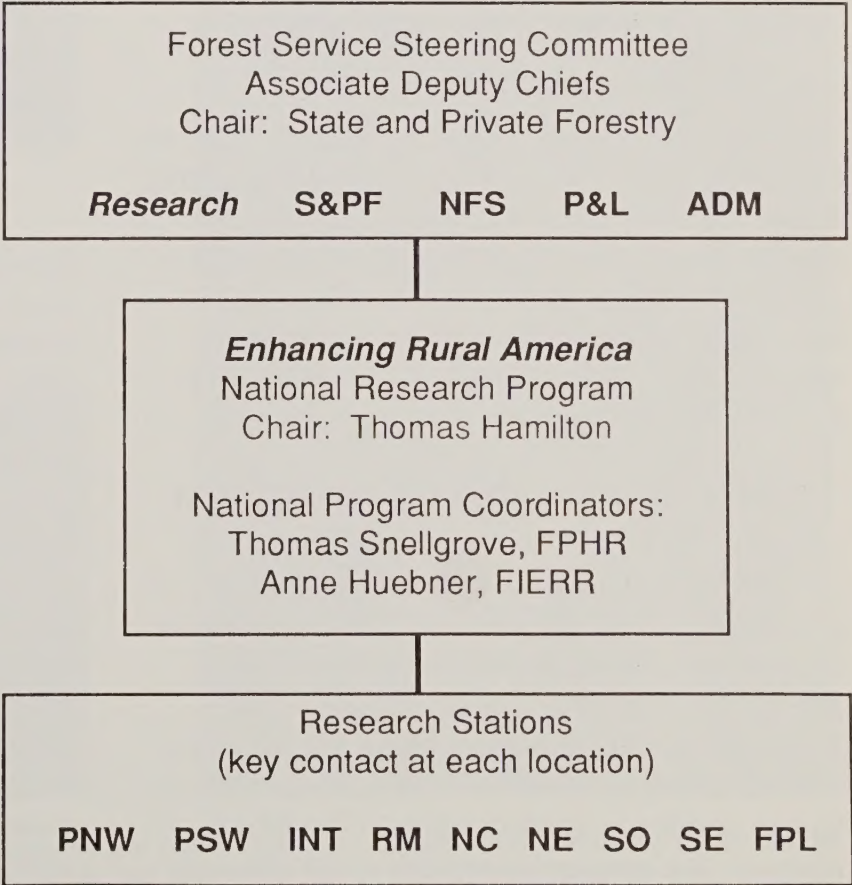 Forest Service Steering Committee
Associate Deputy Chiefs
Chair: State and Private Forestry
Research S&PF NFS P&L ADM
Enhancing Rural America
National Research Program
Chair: Thomas Hamilton
National Program Coordinators:
Thomas Snellgrove, FPHR
Anne Huebner, FIERR
Research Stations
(key contact at each location)
PNW PSW INT RM NC NE SO SE FPL